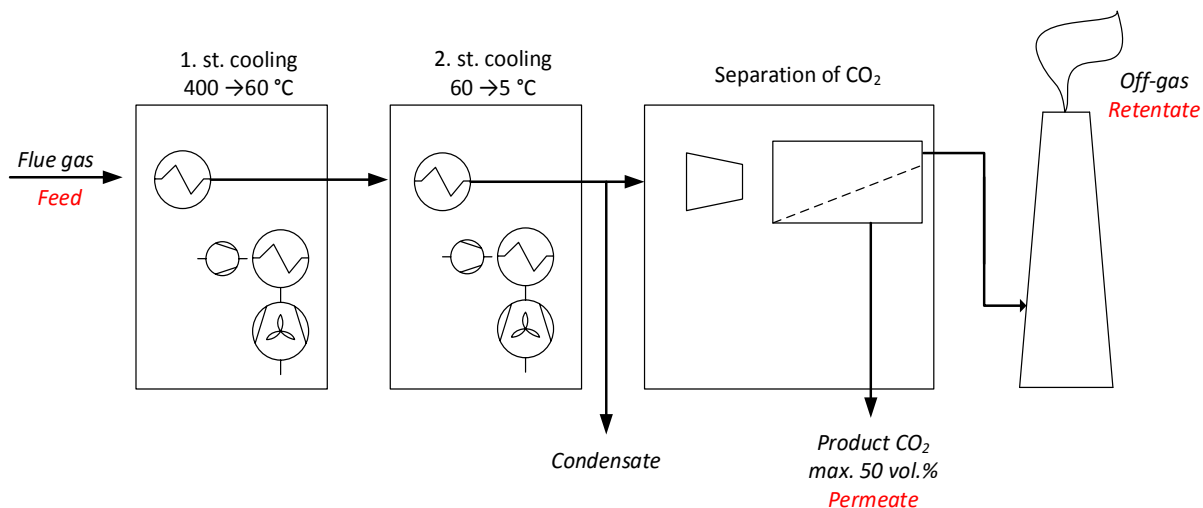 1. st. cooling
400 →60 °C
2. st. cooling
60 →5 °C
Separation of CO₂
Off-gas
Retentate
Flue gas
Feed
Condensate
Product CO₂
max. 50 vol.%
Permeate